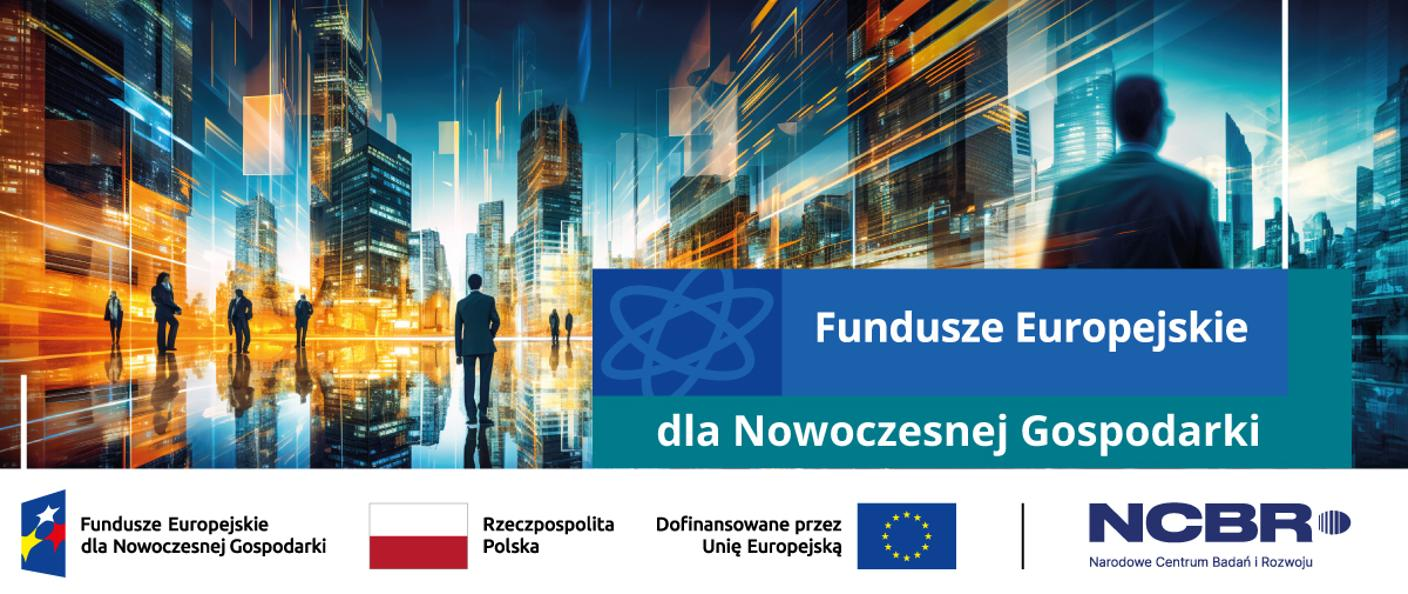 Fundusze Europejskie
dla Nowoczesnej Gospodarki
Fundusze Europejskie
dla Nowoczesnej Gospodarki
Rzeczpospolita
Polska
Dofinansowane przez
Unię Europejską
NCBR
Narodowe Centrum Badań i Rozwoju